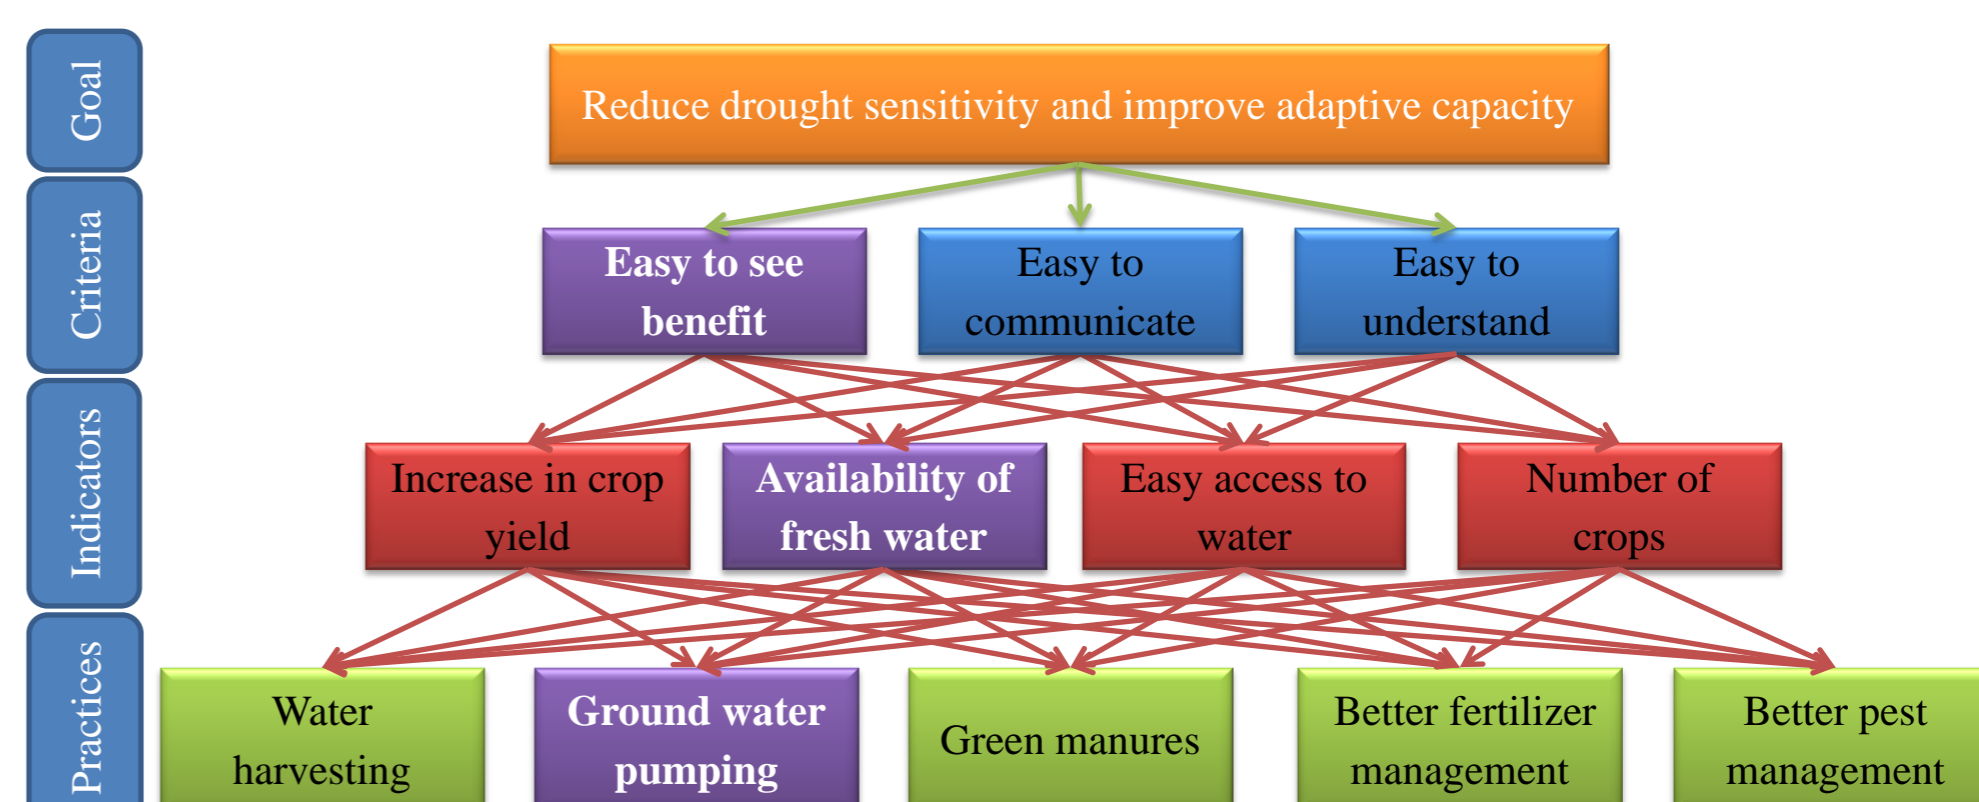 Goal
Reduce drought sensitivity and improve adaptive capacity
Criteria
Easy to see
benefit
Easy to
communicate
Easy to
understand
Indicators
Increase in crop
yield
Availability of
fresh water
Easy access to
water
Number of
crops
Practices
Water
harvesting
Ground water
pumping
Green manures
Better fertilizer
management
Better pest
management